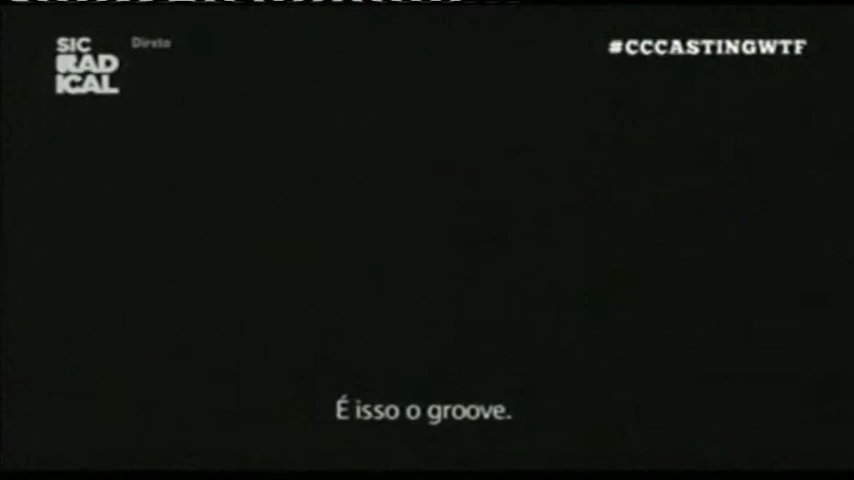 SIC
RAD
ICAL
Direto
#CCCASTINGWTF
É isso o groove.